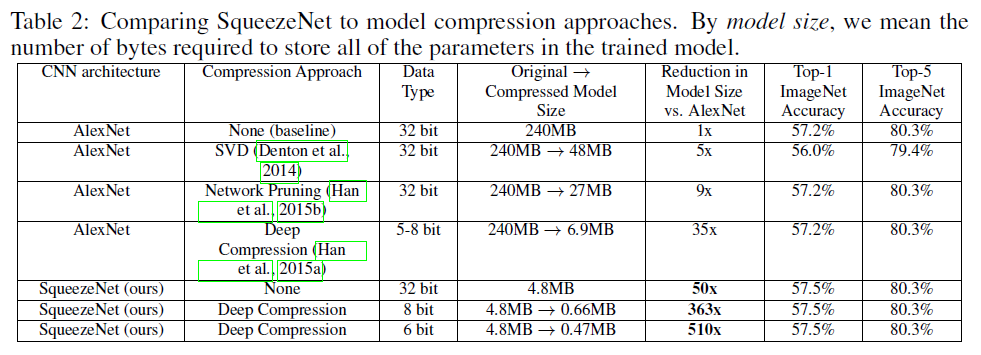 Table 2: Comparing SqueezeNet to model compression approaches. By model size, we mean the
number of bytes required to store all of the parameters in the trained model.
CNN architecture Compression Approach Data Type Original → Compressed Model Size Reduction in Model Size vs. AlexNet Top-1 ImageNet Accuracy Top-5 ImageNet Accuracy
AlexNet None (baseline) 32 bit 240MB 1x 57.2% 80.3%
AlexNet SVD (Denton et al., 2014) 32 bit 240MB → 48MB 5x 56.0% 79.4%
AlexNet Network Pruning (Han et al., 2015b) 32 bit 240MB → 27MB 9x 57.2% 80.3%
AlexNet Deep Compression (Han et al., 2015a) 5-8 bit 240MB → 6.9MB 35x 57.2% 80.3%
SqueezeNet (ours) None 32 bit 4.8MB 50x 57.5% 80.3%
SqueezeNet (ours) Deep Compression 8 bit 4.8MB → 0.66MB 363x 57.5% 80.3%
SqueezeNet (ours) Deep Compression 6 bit 4.8MB → 0.47MB 510x 57.5% 80.3%